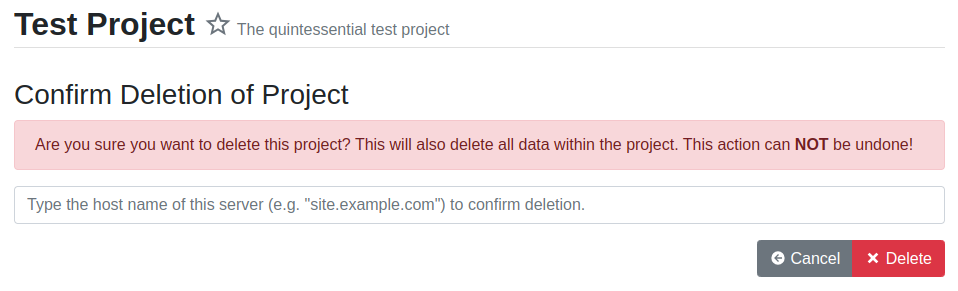 Test Project The quintessential test project
Confirm Deletion of Project
Are you sure you want to delete this project? This will also delete all data within the project. This action can NOT be undone!
Type the host name of this server (e.g. "site.example.com") to confirm deletion.
Cancel Delete